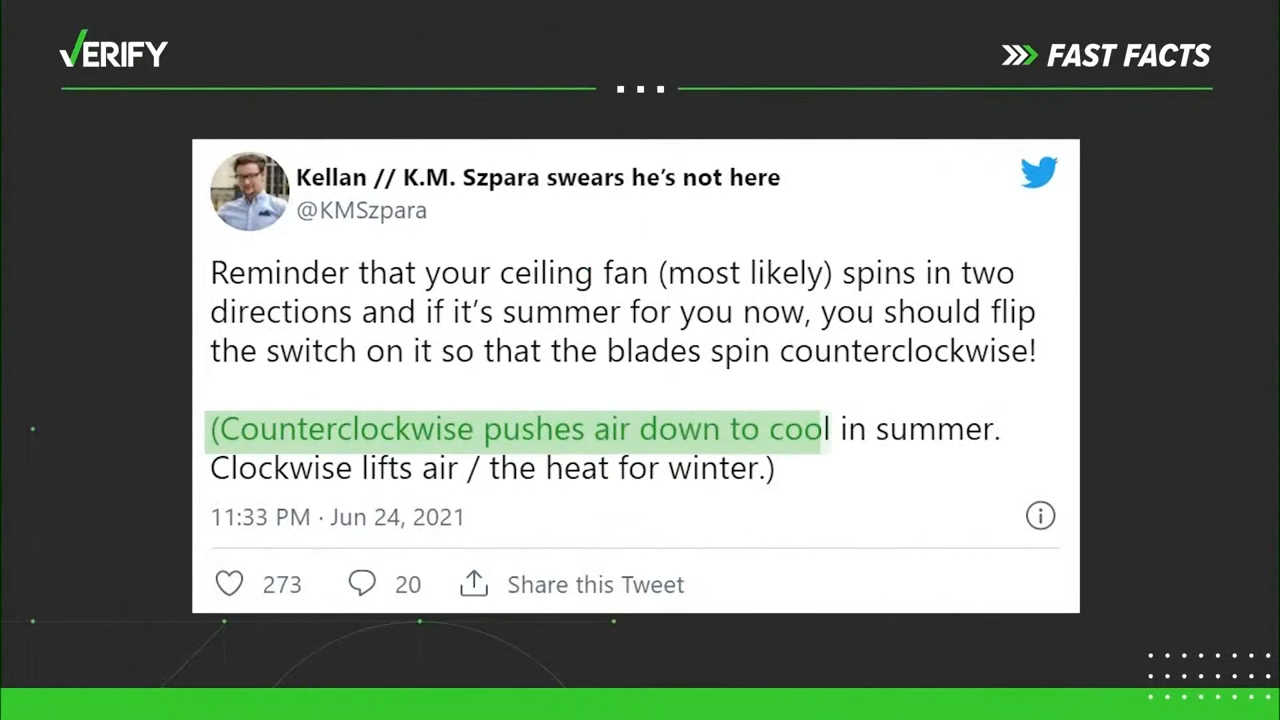 VERIFY
FAST FACTS
Kellan // K.M. Szpara swears he's not here
@KMSzpara
Reminder that your ceiling fan (most likely) spins in two
directions and if it's summer for you now, you should flip
the switch on it so that the blades spin counterclockwise!
(Counterclockwise pushes air down to cool in summer.
Clockwise lifts air / the heat for winter.)
11:33 PM · Jun 24, 2021
273 20 Share this Tweet